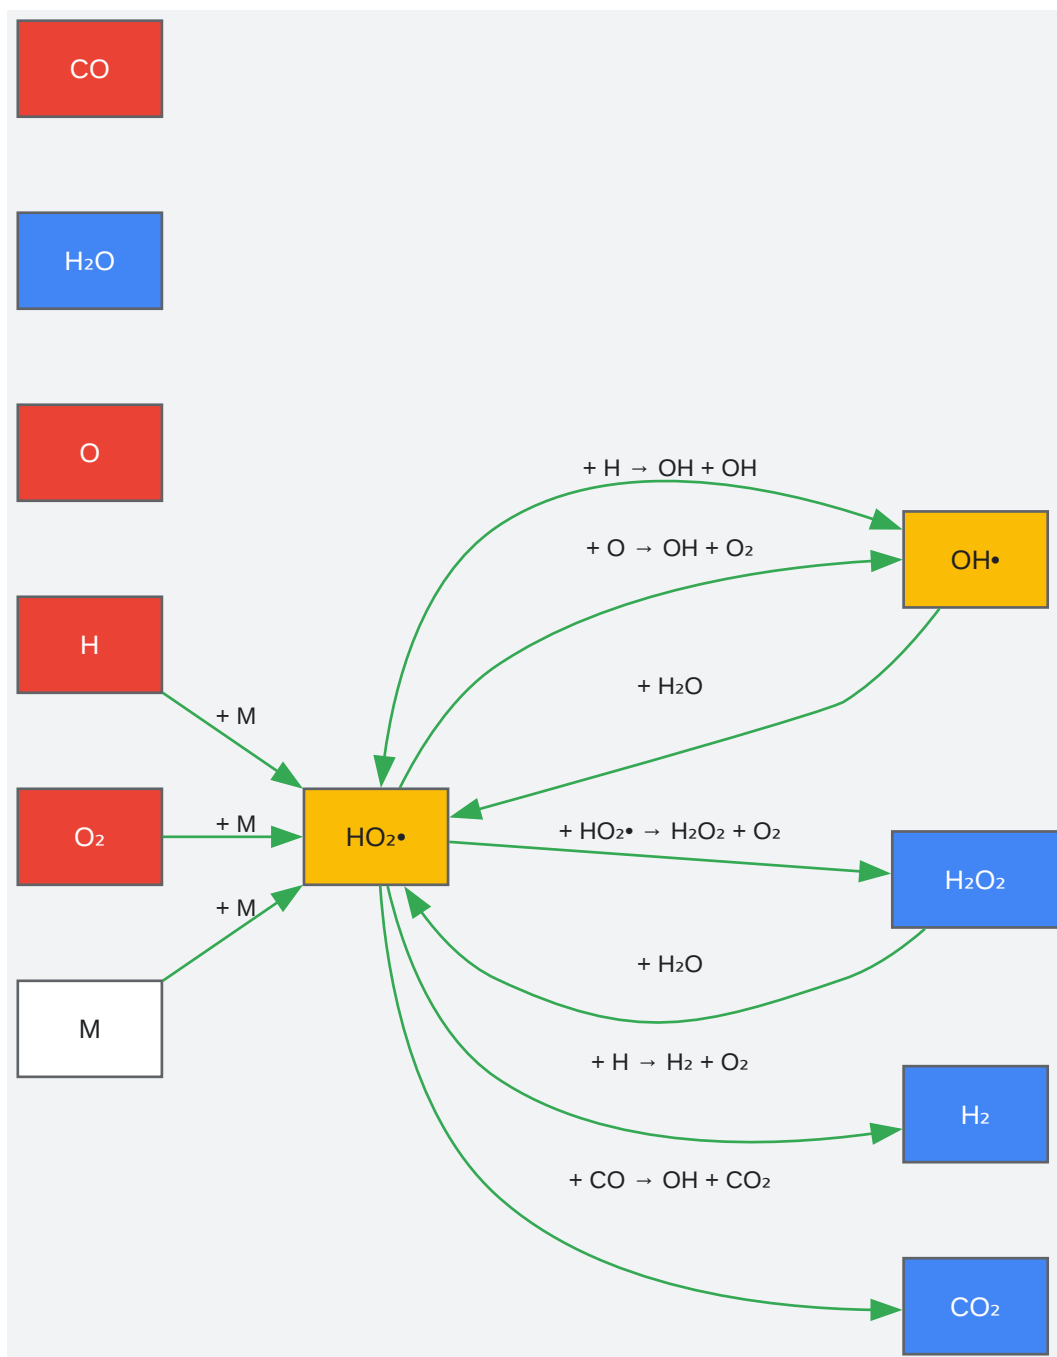 CO
H₂O
O
+ H → OH + OH
+ O → OH + O₂
OH•
H
+ H₂O
+ M
+ M
O₂
HO₂•
+ HO₂• → H₂O₂ + O₂
H₂O₂
+ M
+ H₂O
M
+ H → H₂ + O₂
H₂
+ CO → OH + CO₂
CO₂